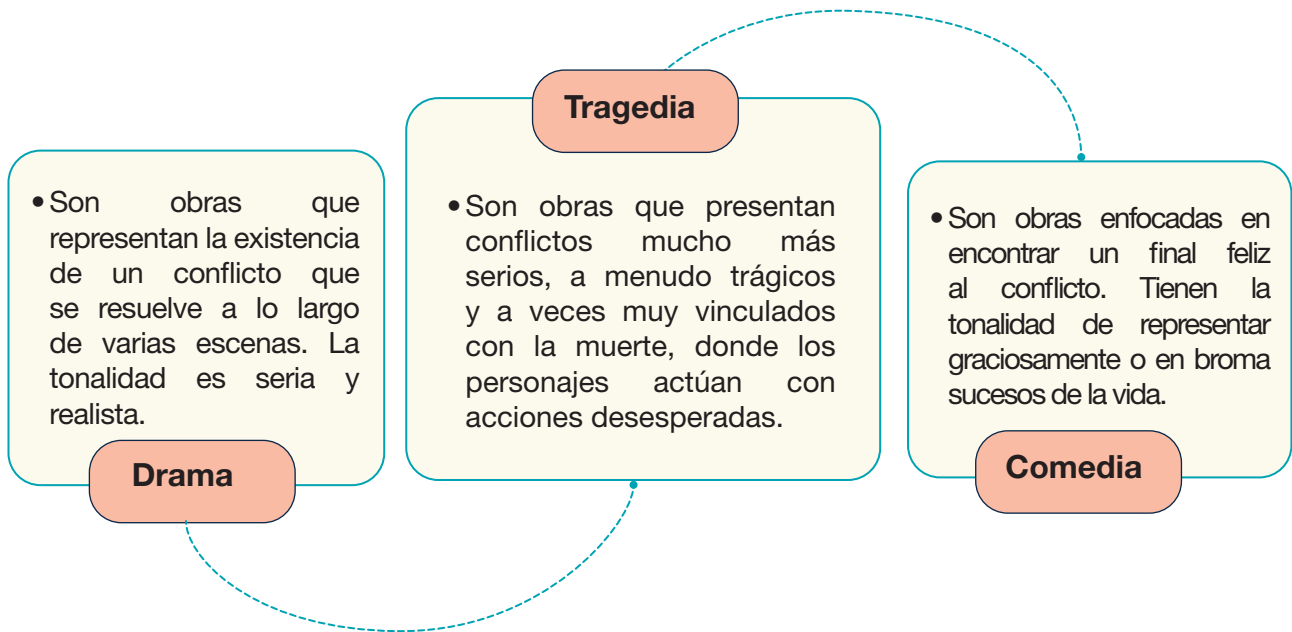 • Son obras que
representan la existencia
de un conflicto que
se resuelve a lo largo
de varias escenas. La
tonalidad es seria y
realista.
Drama
Tragedia
• Son obras que presentan
conflictos mucho más
serios, a menudo trágicos
y a veces muy vinculados
con la muerte, donde los
personajes actúan con
acciones desesperadas.
• Son obras enfocadas en
encontrar un final feliz
al conflicto. Tienen la
tonalidad de representar
graciosamente o en broma
sucesos de la vida.
Comedia